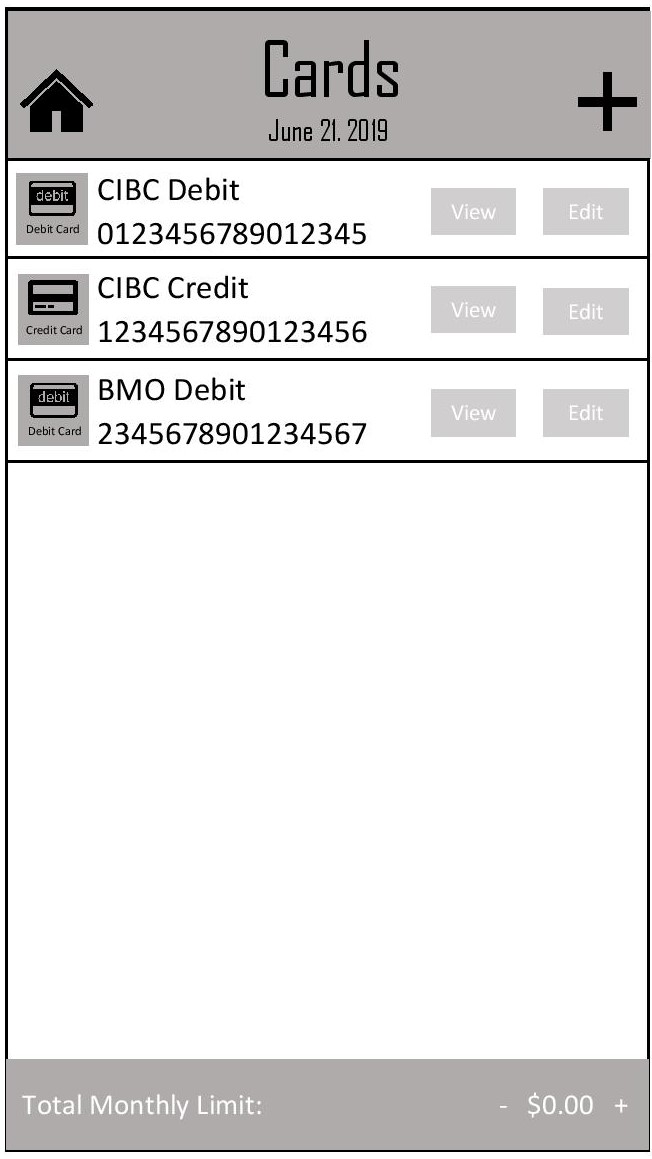 Cards
June 21. 2019
debit
Debit Card
CIBC Debit
0123456789012345
View
Edit
Credit Card
CIBC Credit
1234567890123456
View
Edit
debit
Debit Card
BMO Debit
2345678901234567
View
Edit
Total Monthly Limit: - $0.00 +